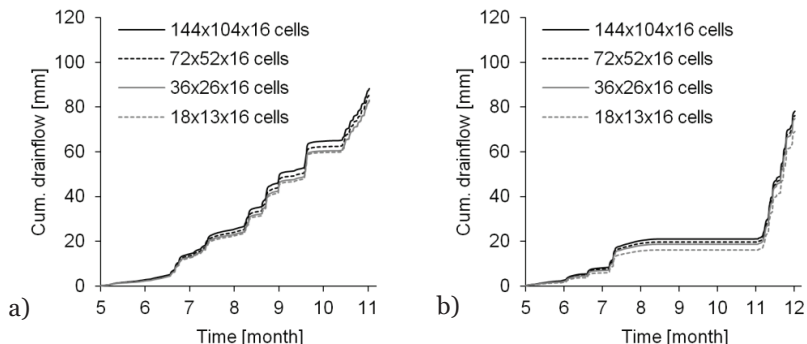 120
100
80
60
40
20
0
Cum. drainflow [mm]
144x104x16 cells
72x52x16 cells
36x26x16 cells
18x13x16 cells
5 6 7 8 9 10 11
Time [month]
a)
120
100
80
60
40
20
0
Cum. drainflow [mm]
144x104x16 cells
72x52x16 cells
36x26x16 cells
18x13x16 cells
5 6 7 8 9 10 11 12
Time [month]
b)